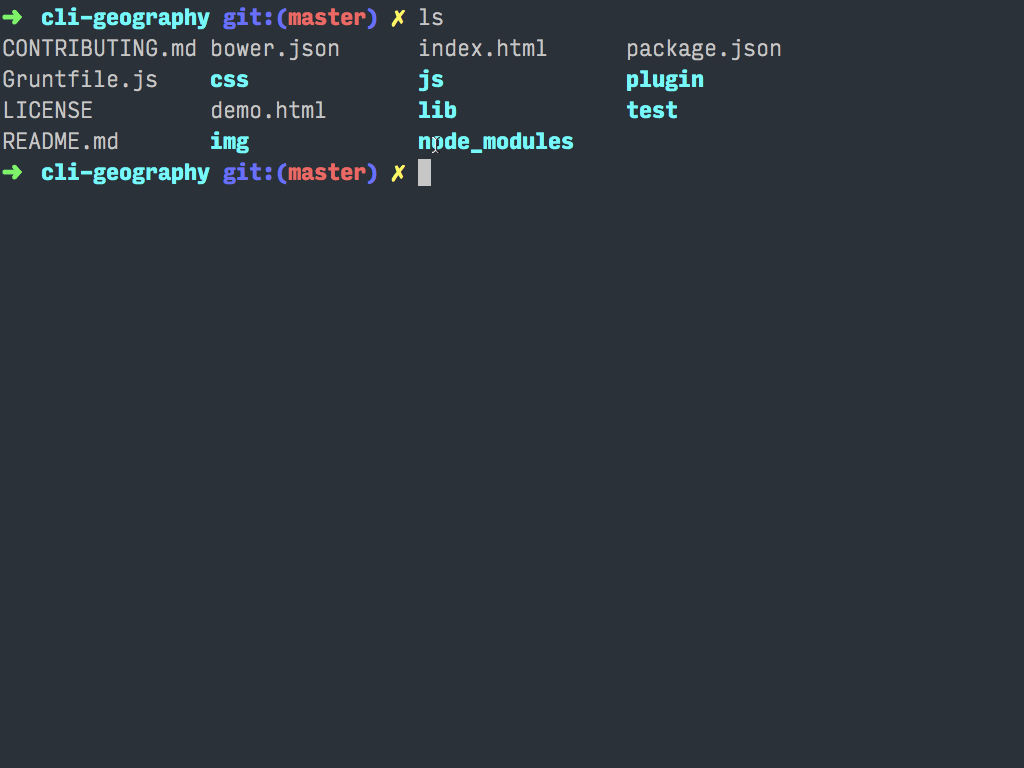 ➜ cli-geography git:(master) ✗ ls
CONTRIBUTING.md bower.json index.html package.json
Gruntfile.js css js plugin
LICENSE demo.html lib test
README.md img node_modules
➜ cli-geography git:(master) ✗